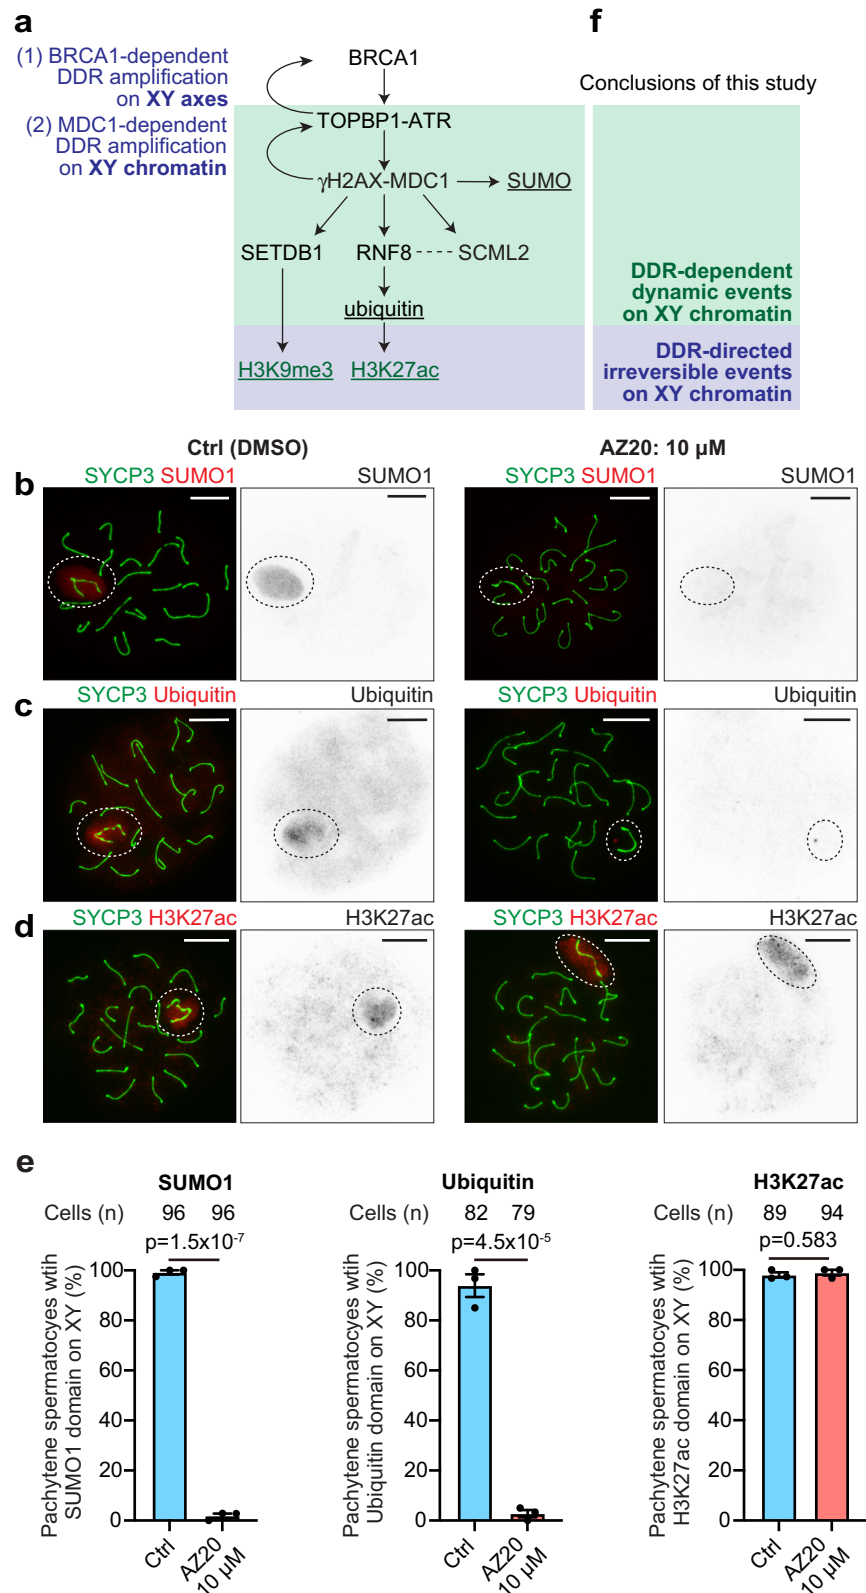 a
(1) BRCA1-dependent
DDR amplification
on XY axes
(2) MDC1-dependent
DDR amplification
on XY chromatin
BRCA1
TOPBP1-ATR
γH2AX-MDC1
SUMO
SETDB1
RNF8
SCML2
ubiquitin
H3K9me3
H3K27ac
f
Conclusions of this study
DDR-dependent
dynamic events
on XY chromatin
DDR-directed
irreversible events
on XY chromatin
Ctrl (DMSO)
AZ20: 10 µM
b
SYCP3 SUMO1
SUMO1
SYCP3 SUMO1
SUMO1
c
SYCP3 Ubiquitin
Ubiquitin
SYCP3 Ubiquitin
Ubiquitin
d
SYCP3 H3K27ac
H3K27ac
SYCP3 H3K27ac
H3K27ac
e
SUMO1
Cells (n) 96 96
p=1.5x10⁻⁷
Pachytene spermatocytes wtih
SUMO1 domain on XY (%)
100
80
60
40
20
0
Ctrl
AZ20
10 µM
Ubiquitin
Cells (n) 82 79
p=4.5x10⁻⁵
Pachytene spermatocytes wtih
Ubiquitin domain on XY (%)
100
80
60
40
20
0
Ctrl
AZ20
10 µM
H3K27ac
Cells (n) 89 94
p=0.583
Pachytene spermatocytes wtih
H3K27ac domain on XY (%)
100
80
60
40
20
0
Ctrl
AZ20
10 µM